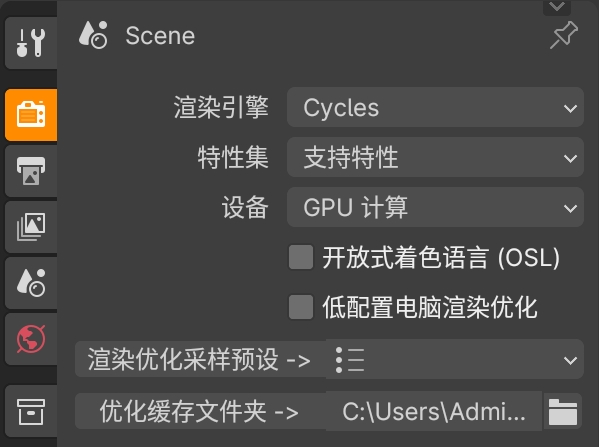 Scene
渲染引擎 Cycles
特性集 支持特性
设备 GPU 计算
开放式着色语言 (OSL)
低配置电脑渲染优化
渲染优化采样预设 ->
优化缓存文件夹 -> C:\Users\Admi...